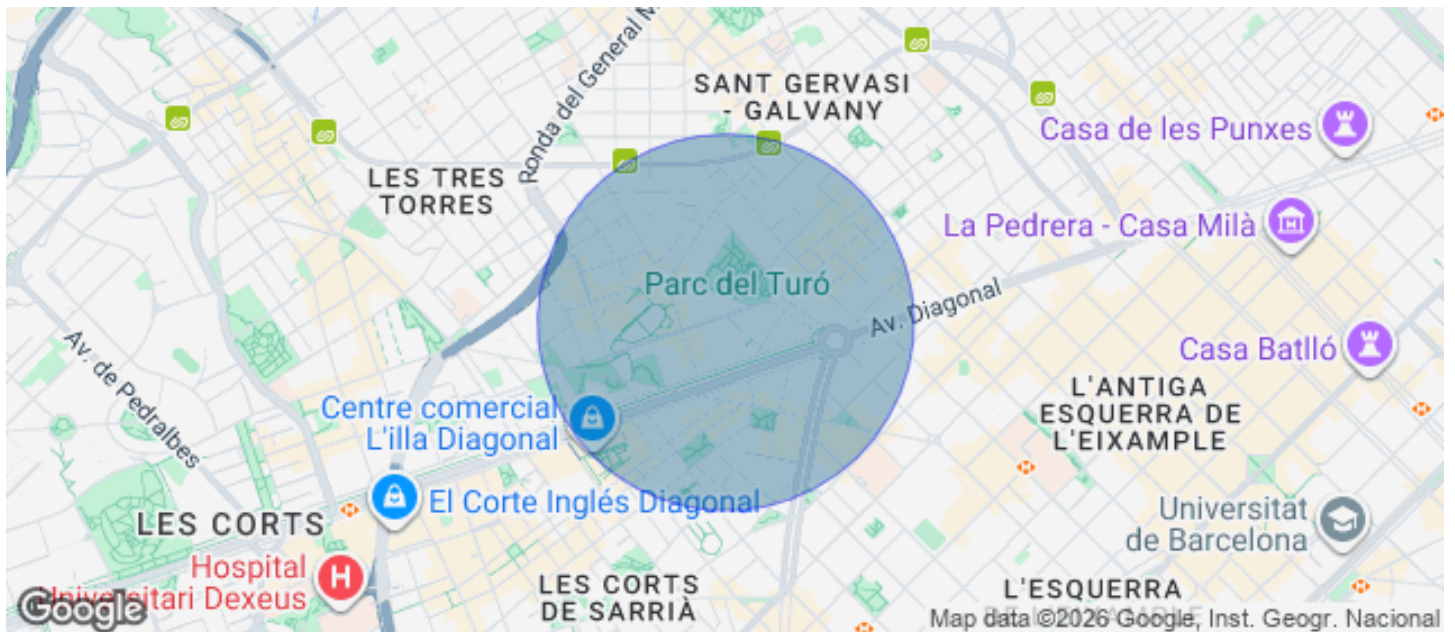 Ronda del General M
SANT GERVASI
- GALVANY
Casa de les Punxes
LES TRES
TORRES
La Pedrera - Casa Milà
Parc del Turó
Av. Diagonal
Av. de Pedralbes
Casa Batlló
L'ANTIGA
ESQUERRA DE
L'EIXAMPLE
Centre comercial
L'illa Diagonal
El Corte Inglés Diagonal
LES CORTS
Universitat
de Barcelona
Hospital
Universitari Dexeus
LES CORTS
DE SARRIÀ
L'ESQUERRA
Google
Map data ©2026 Google, Inst. Geogr. Nacional